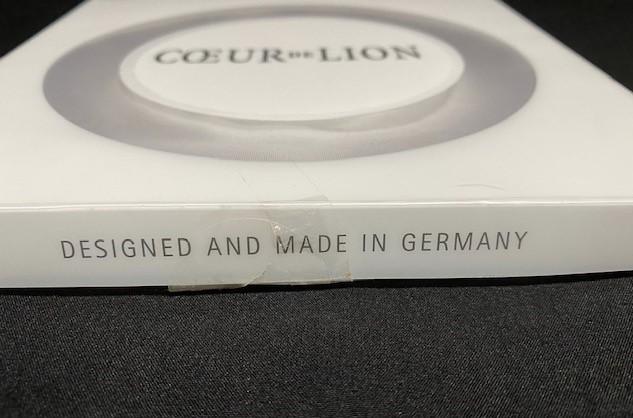 CŒUR DE LION
DESIGNED AND MADE IN GERMANY